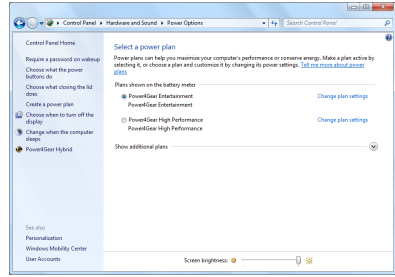 Control Panel ▸ Hardware and Sound ▸ Power Options
Search Control Panel
Control Panel Home
Require a password on wakeup
Choose what the power
buttons do
Choose what closing the lid
does
Create a power plan
Choose when to turn off the
display
Change when the computer
sleeps
Power4Gear Hybrid
Select a power plan
Power plans can help you maximize your computer's performance or conserve energy. Make a plan active by
selecting it, or choose a plan and customize it by changing its power settings. Tell me more about power
plans
Plans shown on the battery meter
Power4Gear Entertainment
Change plan settings
Power4Gear Entertainment
Power4Gear High Performance
Change plan settings
Power4Gear High Performance
Show additional plans
See also
Personalization
Windows Mobility Center
User Accounts
Screen brightness: